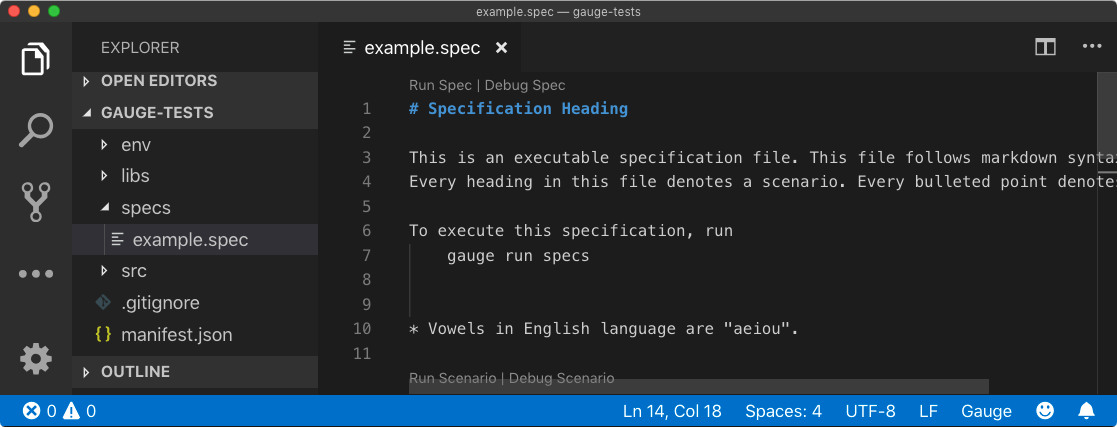 example.spec — gauge-tests
EXPLORER
OPEN EDITORS
GAUGE-TESTS
env
libs
specs
example.spec
src
.gitignore
{} manifest.json
OUTLINE
example.spec
Run Spec | Debug Spec
1 # Specification Heading
2
3 This is an executable specification file. This file follows markdown synta
4 Every heading in this file denotes a scenario. Every bulleted point denotes
5
6 To execute this specification, run
7 gauge run specs
8
9
10 * Vowels in English language are "aeiou".
11
Run Scenario | Debug Scenario
0 0 Ln 14, Col 18 Spaces: 4 UTF-8 LF Gauge